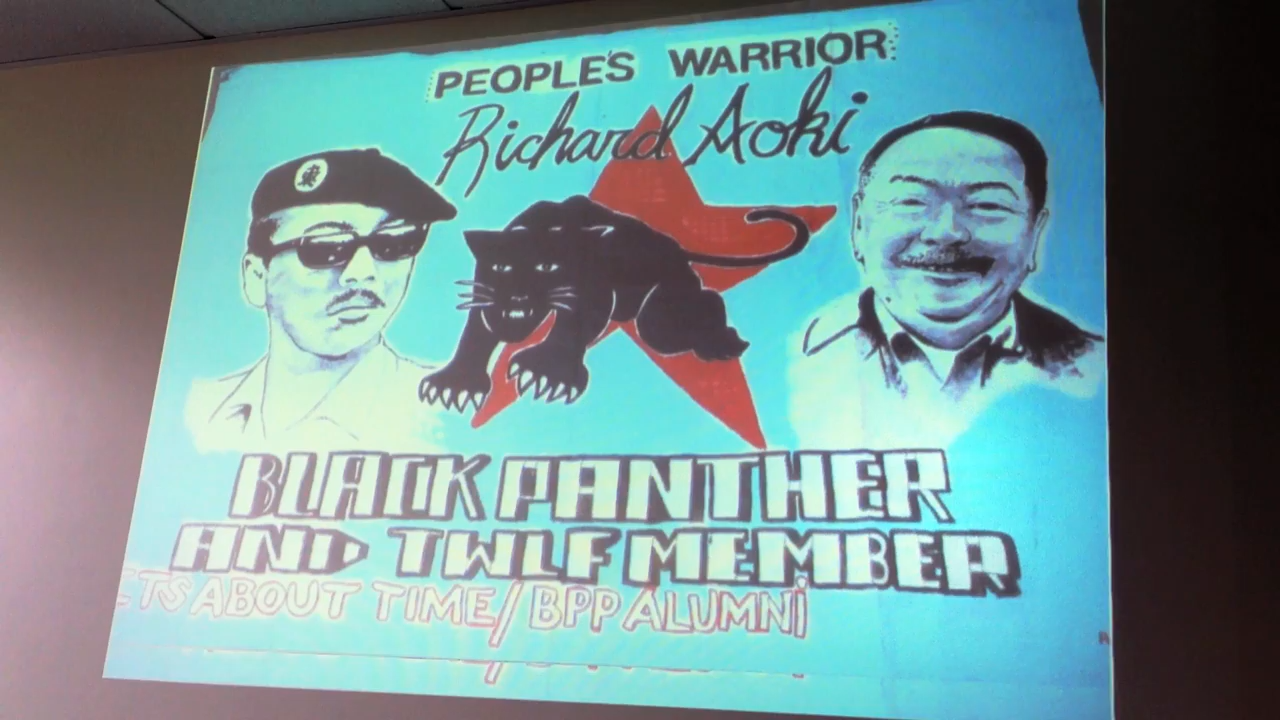 PEOPLE'S WARRIOR
Richard Aoki
BLACK PANTHER
AND TWLF MEMBER
TS ABOUT TIME/BPP ALUMNI